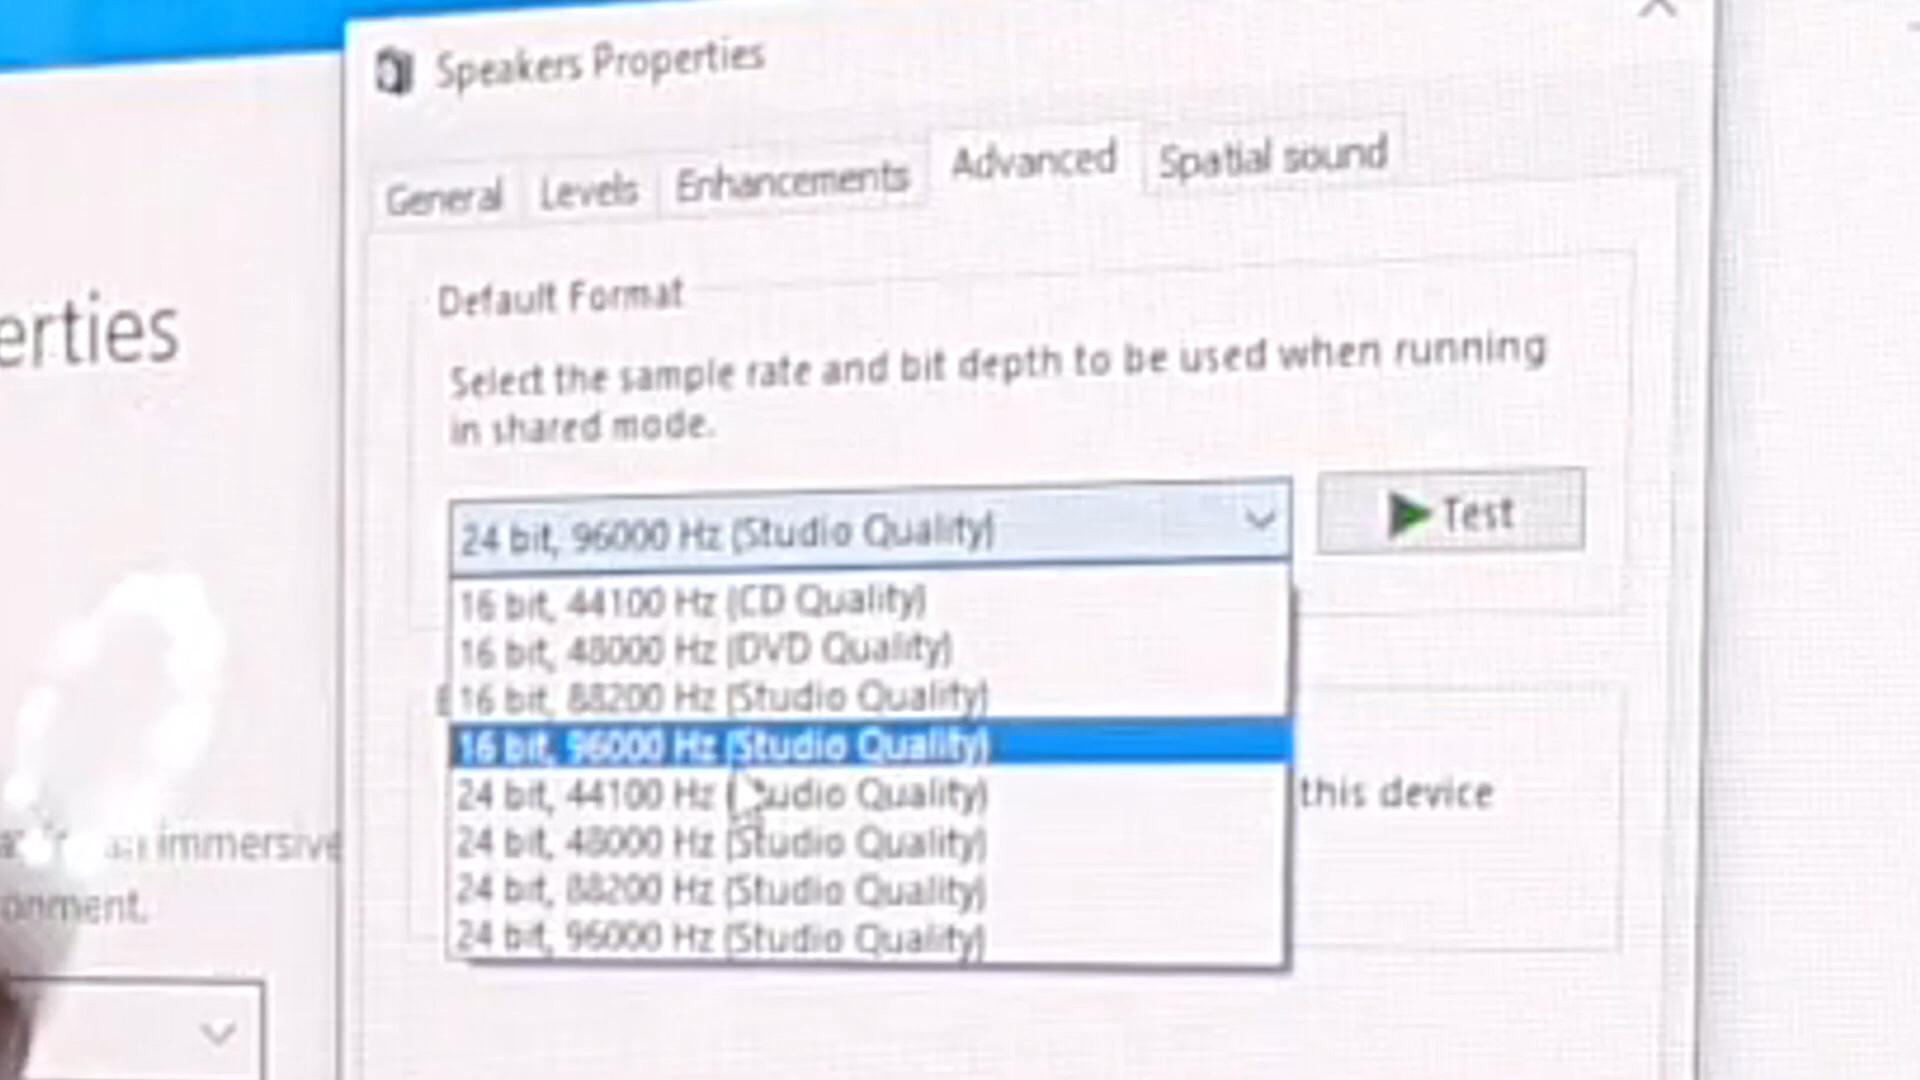 Speakers Properties
General Levels Enhancements Advanced Spatial sound
erties
Default Format
Select the sample rate and bit depth to be used when running
in shared mode.
24 bit, 96000 Hz (Studio Quality)
Test
16 bit, 44100 Hz (CD Quality)
16 bit, 48000 Hz (DVD Quality)
16 bit, 88200 Hz (Studio Quality)
16 bit, 96000 Hz (Studio Quality)
24 bit, 44100 Hz (Studio Quality)
this device
24 bit, 48000 Hz (Studio Quality)
immersive
24 bit, 88200 Hz (Studio Quality)
onment.
24 bit, 96000 Hz (Studio Quality)